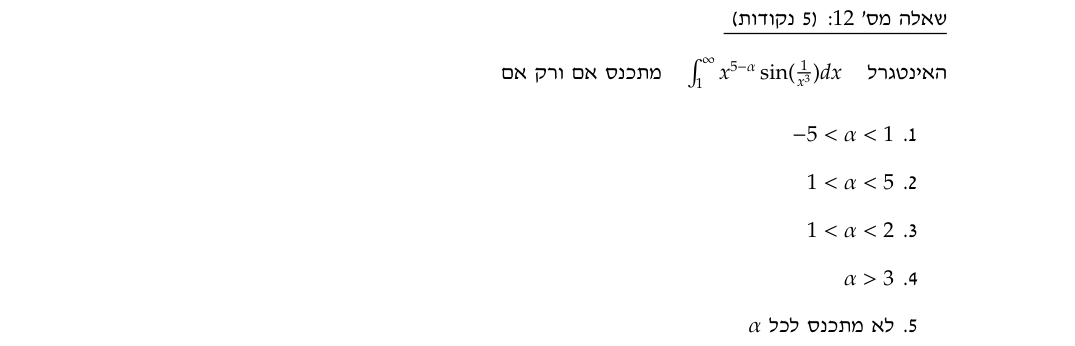 שאלה מס' 12: (5 נקודות)
האינטגרל $\int_1^\infty x^{5-\alpha} \sin(\frac{1}{x^3})dx$ מתכנס אם ורק אם
1. $-5 < \alpha < 1$
2. $1 < \alpha < 5$
3. $1 < \alpha < 2$
4. $\alpha > 3$
5. לא מתכנס לכל $\alpha$